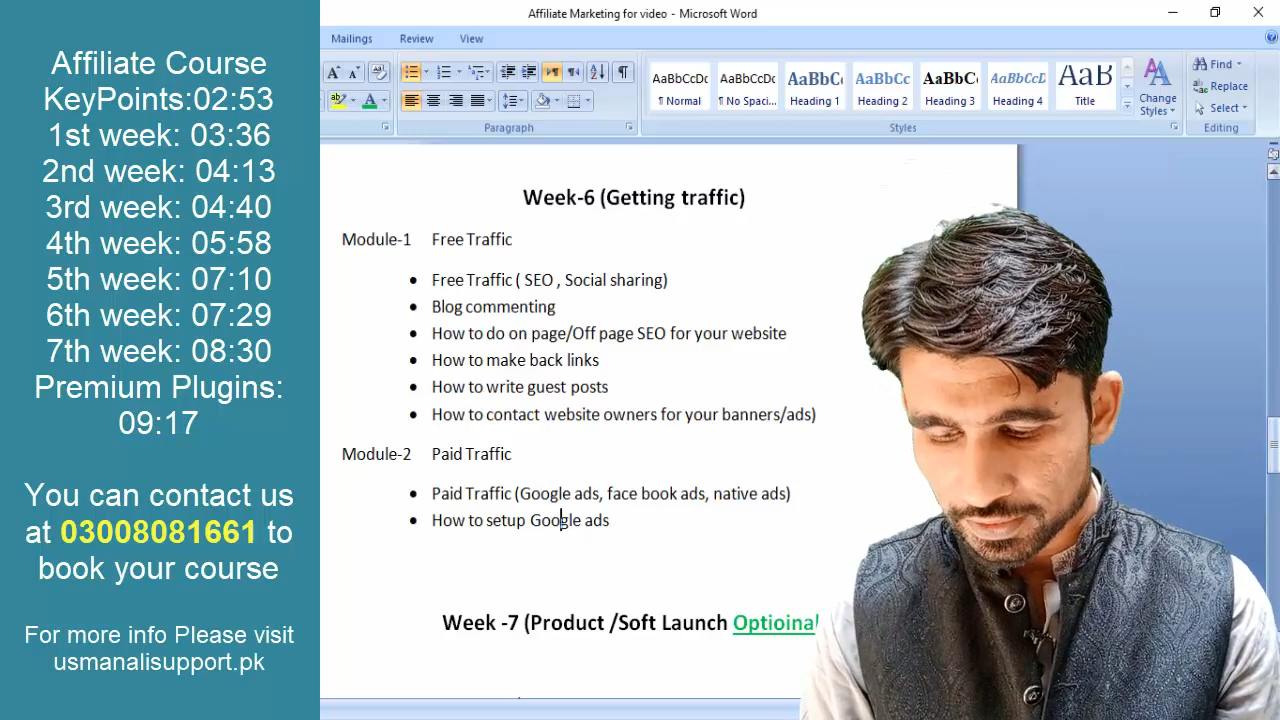 Affiliate Course
KeyPoints:02:53
1st week: 03:36
2nd week: 04:13
3rd week: 04:40
4th week: 05:58
5th week: 07:10
6th week: 07:29
7th week: 08:30
Premium Plugins:
09:17
You can contact us
at 03008081661 to
book your course
For more info Please visit
usmanalisupport.pk
Affiliate Marketing for video - Microsoft Word
Mailings Review View
AaBbCcDc AaBbCcDc AaBbC AaBbCc AaBbCc AaBbCcD AaB
¶ Normal ¶ No Spaci... Heading 1 Heading 2 Heading 3 Heading 4 Title
Change
Styles
Find
Replace
Select
Paragraph Styles Editing
Week-6 (Getting traffic)
Module-1 Free Traffic
• Free Traffic ( SEO , Social sharing)
• Blog commenting
• How to do on page/Off page SEO for your website
• How to make back links
• How to write guest posts
• How to contact website owners for your banners/ads)
Module-2 Paid Traffic
• Paid Traffic (Google ads, face book ads, native ads)
• How to setup Google ads
Week -7 (Product /Soft Launch Optioinal